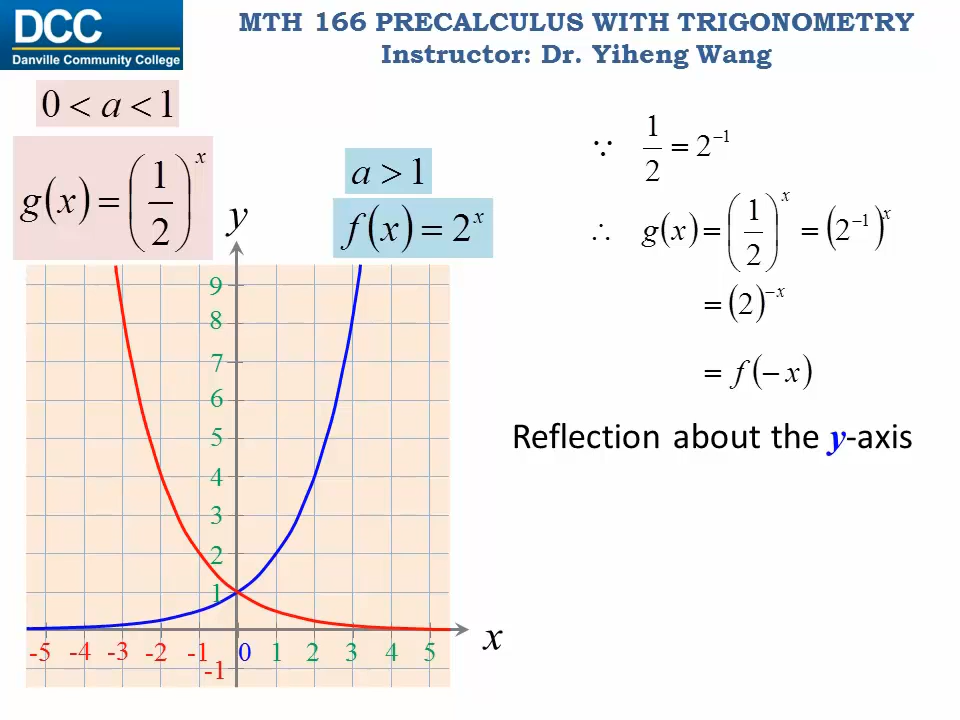 DCC
Danville Community College
MTH 166 PRECALCULUS WITH TRIGONOMETRY
Instructor: Dr. Yiheng Wang
0 < a < 1
g(x) = (1/2)^x
a > 1
f(x) = 2^x
∵ 1/2 = 2^−1
∴ g(x) = (1/2)^x = (2^−1)^x
= (2)^−x
= f(−x)
Reflection about the y-axis
y
9
8
7
6
5
4
3
2
1
-5 -4 -3 -2 -1 0 1 2 3 4 5
x
-1